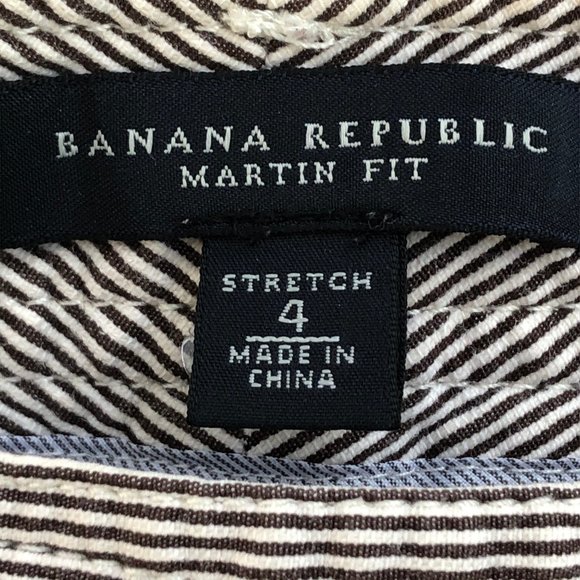 BANANA REPUBLIC
MARTIN FIT
STRETCH
4
MADE IN
CHINA